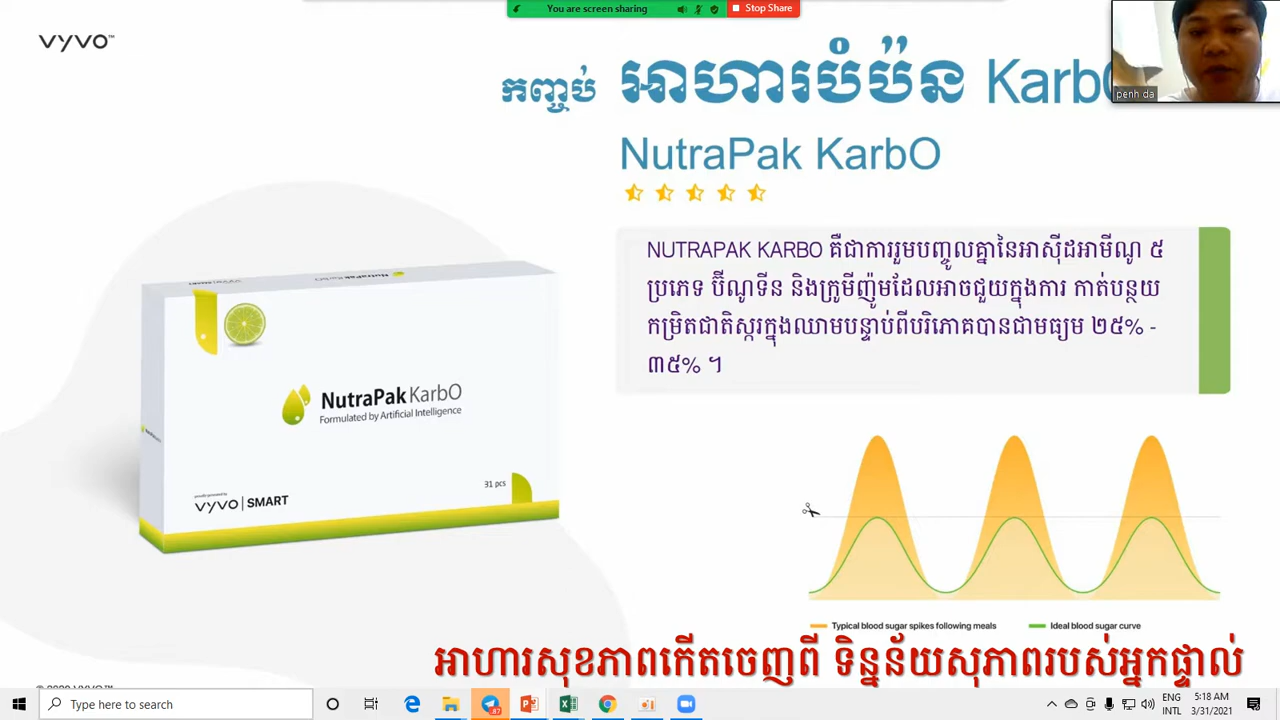 You are screen sharing
Stop Share
vyvo™
កញ្ចប់ អាហារបំប៉ន Karb
penh da
NutraPak KarbO
NUTRAPAK KARBO គឺជាការរួមបញ្ចូលគ្នានៃអាស៊ីដអាមីណូ ៥
ប្រភេទ ប៊ីណូទីន និងក្រូមីញ៉ូមដែលអាចជួយក្នុងការ កាត់បន្ថយ
កម្រិតជាតិស្ករក្នុងឈាមបន្ទាប់ពីបរិភោគបានជាមធ្យម ២៥% -
៣៥% ។
NutraPak KarbO
NutraPak KarbO
Formulated by Artificial Intelligence
31 pcs
vyvo | SMART
Typical blood sugar spikes following meals
Ideal blood sugar curve
អាហារសុខភាពកើតចេញពី ទិន្នន័យសុភាពរបស់អ្នកផ្ទាល់
Type here to search
87
ENG
INTL
5:18 AM
3/31/2021